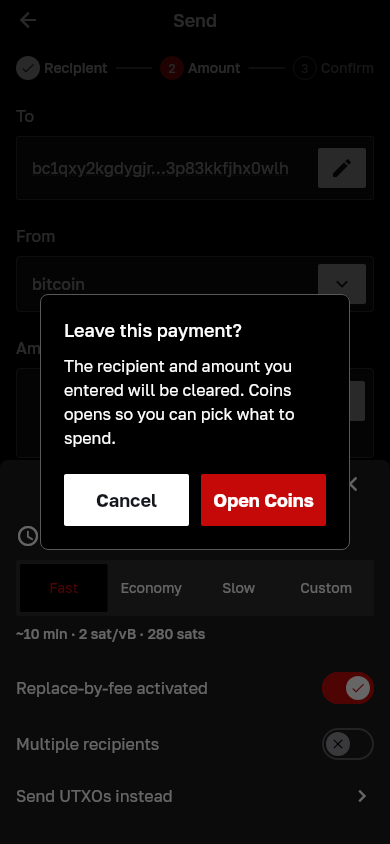 Send
Recipient
2 Amount
3 Confirm
To
bc1qxy2kgdygjr...3p83kkfjhx0wlh
From
bitcoin
Am
Leave this payment?
The recipient and amount you
entered will be cleared. Coins
opens so you can pick what to
spend.
Cancel
Open Coins
Fast
Economy
Slow
Custom
~10 min · 2 sat/vB · 280 sats
Replace-by-fee activated
Multiple recipients
Send UTXOs instead